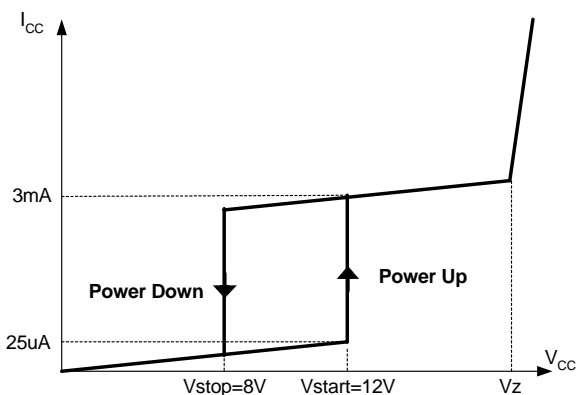 I_CC
3mA
Power Down
Power Up
25uA
V_CC
Vstop=8V
Vstart=12V
Vz